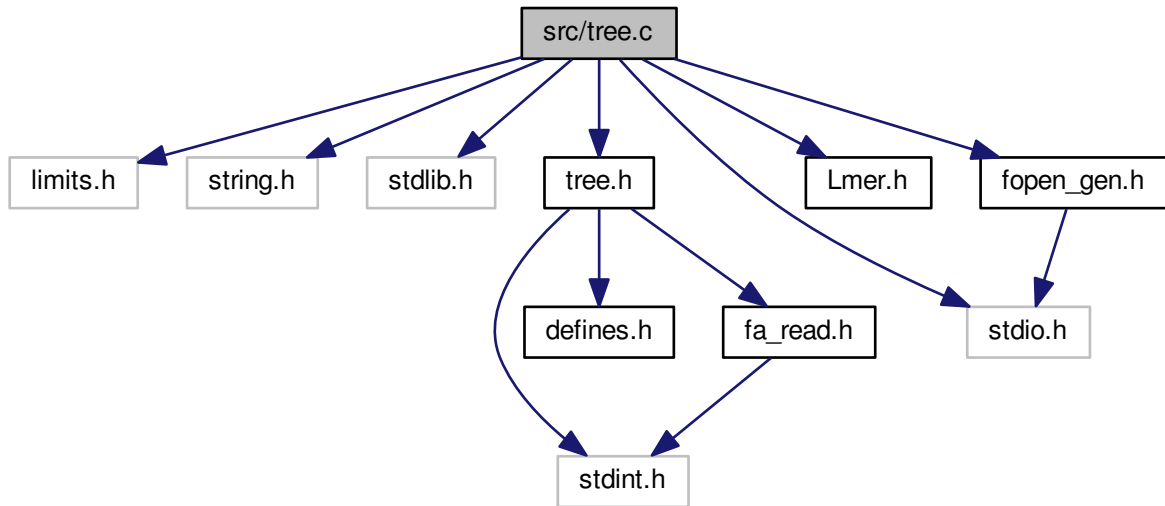 src/tree.c
limits.h
string.h
stdlib.h
tree.h
Lmer.h
fopen_gen.h
defines.h
fa_read.h
stdio.h
stdint.h